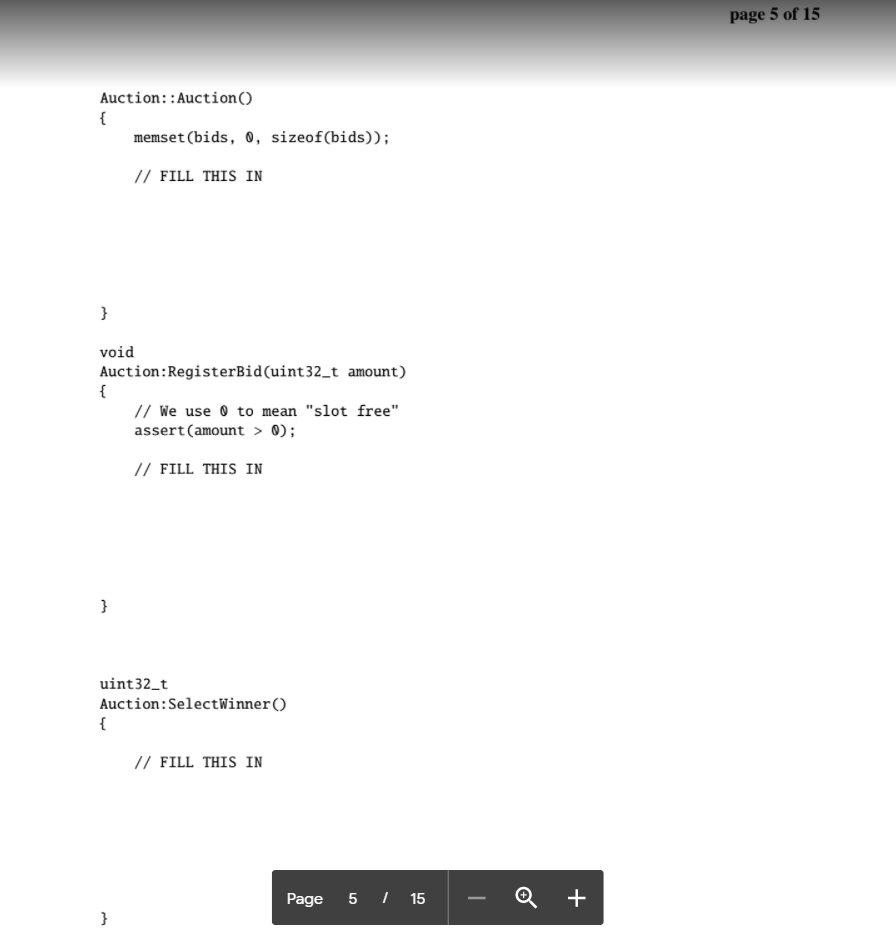 page 5 of 15
Auction::Auction()
{
memset(bids, 0, sizeof(bids));
// FILL THIS IN
}
void
Auction:RegisterBid(uint32_t amount)
{
// We use 0 to mean "slot free"
assert(amount > 0);
// FILL THIS IN
}
uint32_t
Auction:SelectWinner()
{
// FILL THIS IN
}
Page 5 / 15